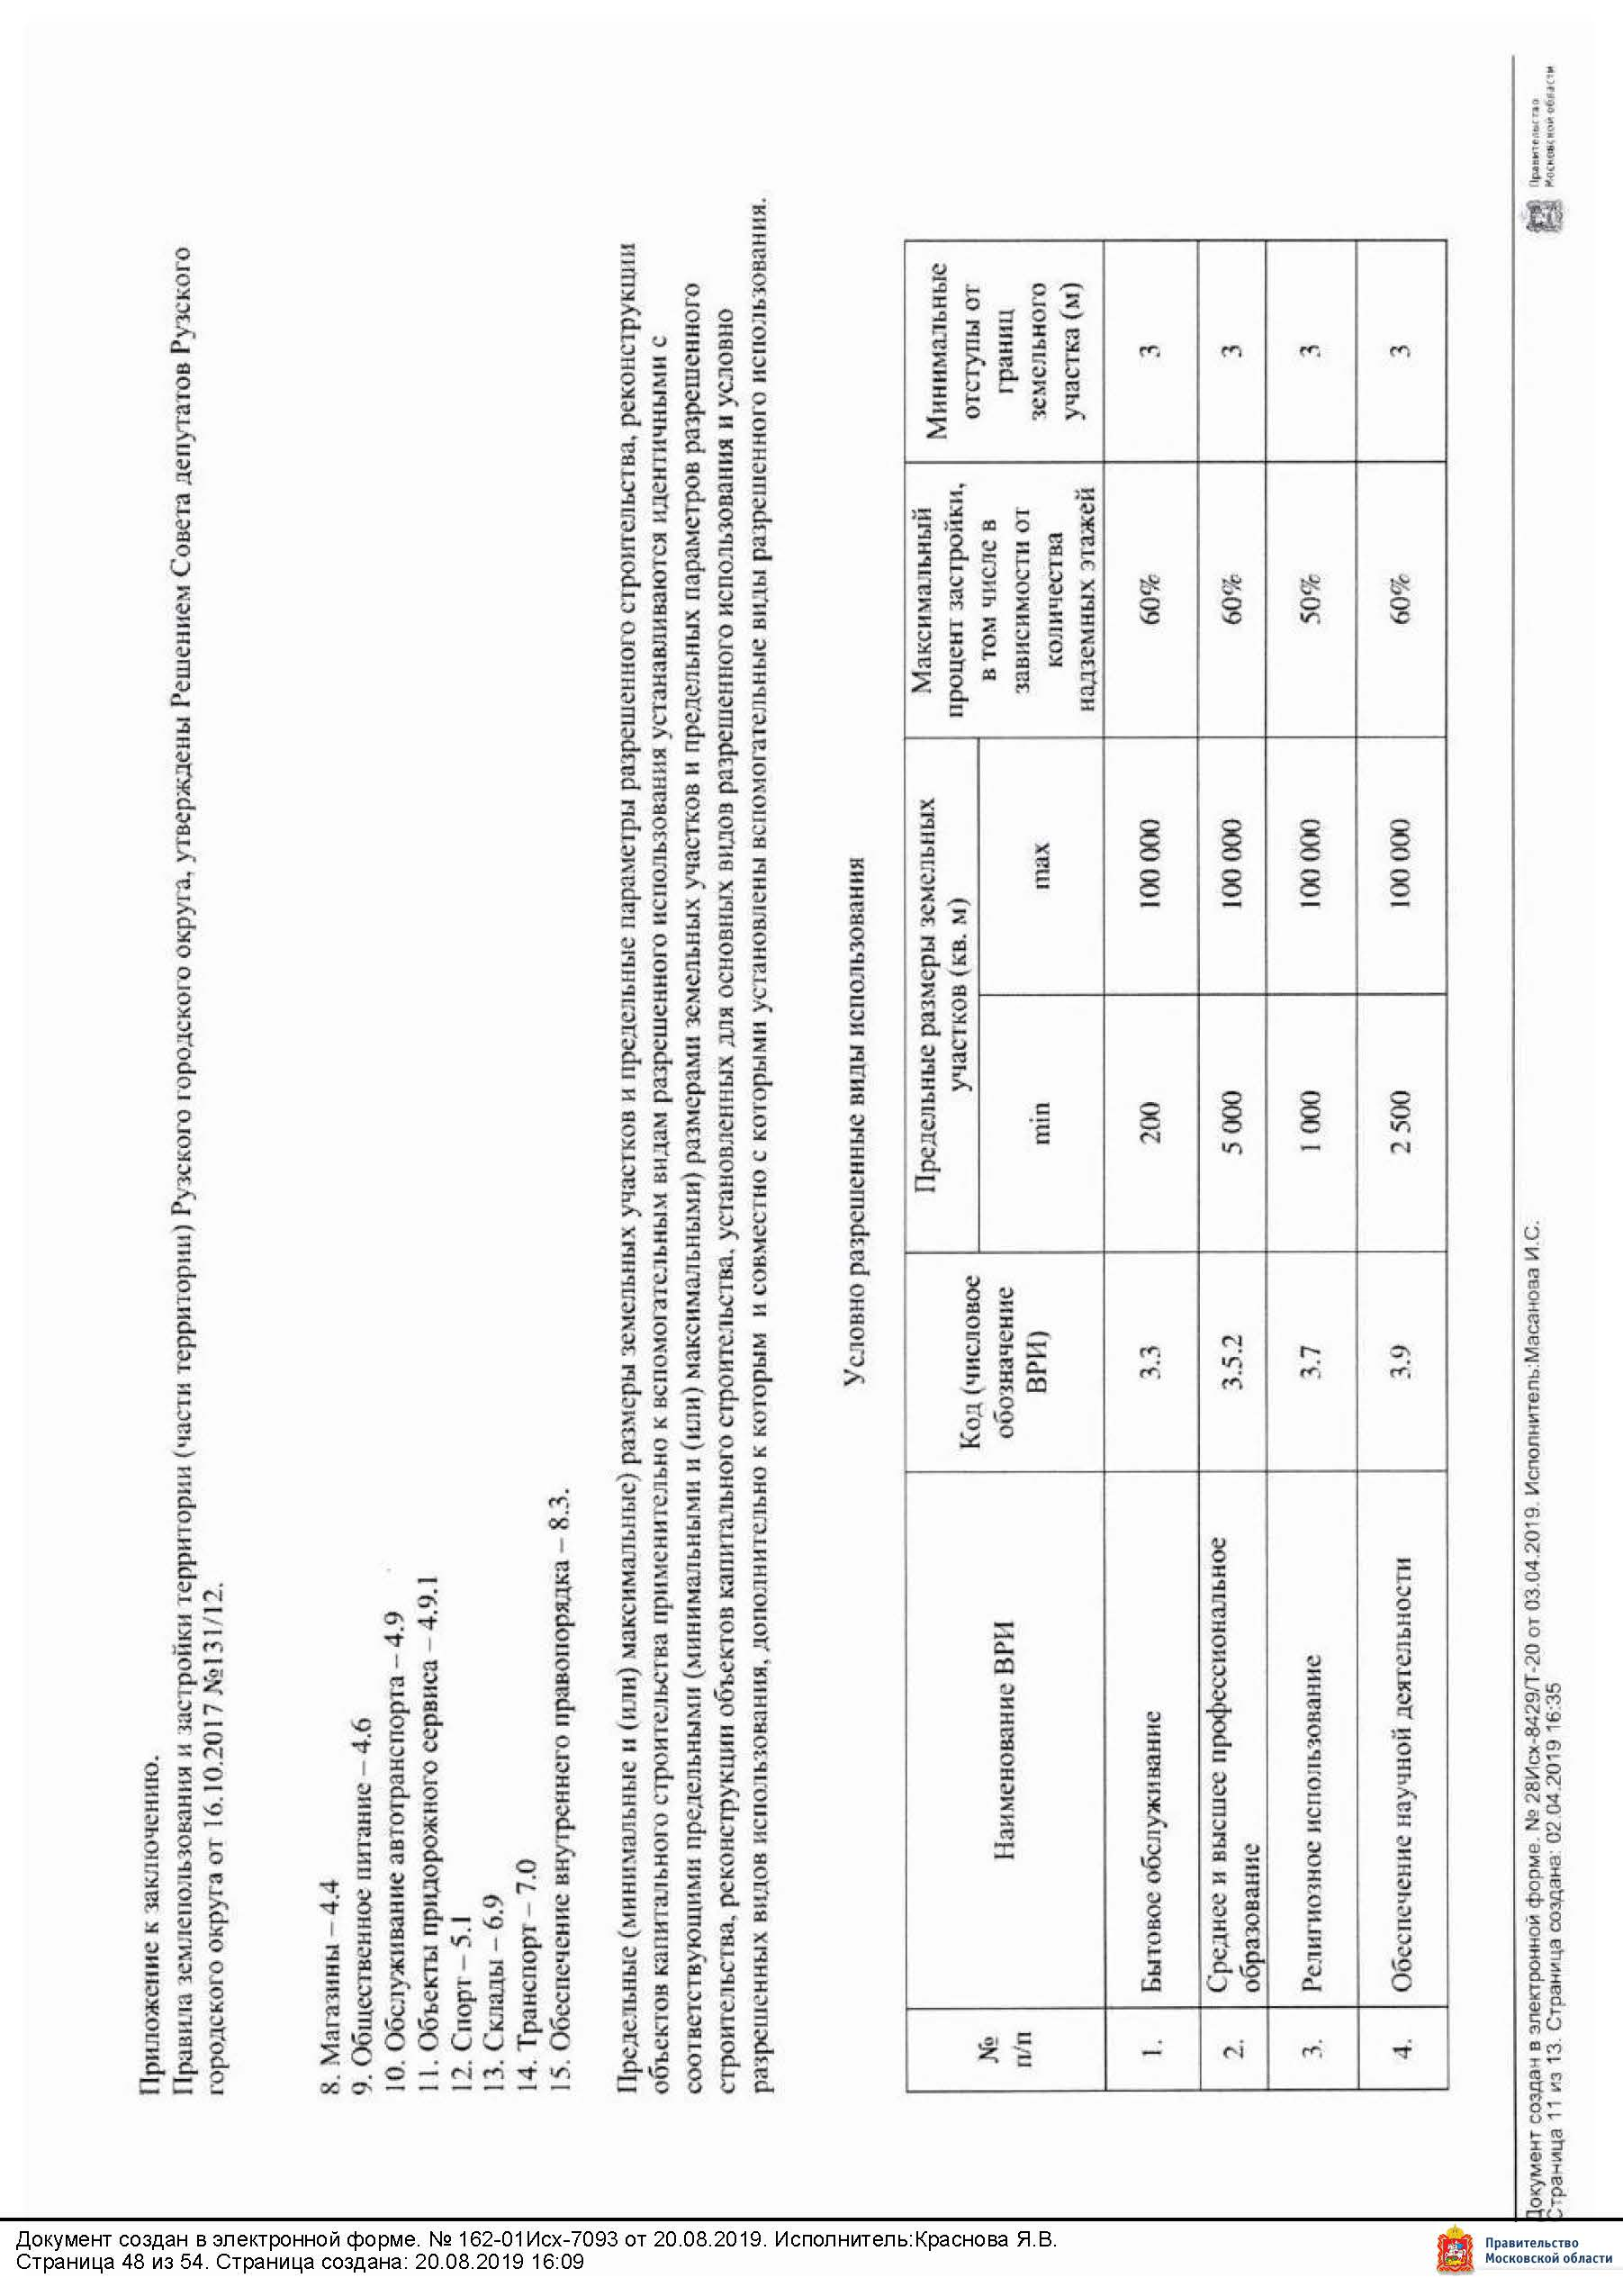 Приложение к заключению.
Правила землепользования и застройки территории (части территории) Рузского городского округа, утверждены Решением Совета депутатов Рузского
городского округа от 16.10.2017 №131/12.
8. Магазины – 4.4
9. Общественное питание – 4.6
10. Обслуживание автотранспорта – 4.9
11. Объекты придорожного сервиса – 4.9.1
12. Спорт – 5.1
13. Склады – 6.9
14. Транспорт – 7.0
15. Обеспечение внутреннего правопорядка – 8.3.
Предельные (минимальные и (или) максимальные) размеры земельных участков и предельные параметры разрешенного строительства, реконструкции
объектов капитального строительства применительно к вспомогательным видам разрешенного использования устанавливаются идентичными с
соответствующими предельными (минимальными и (или) максимальными) размерами земельных участков и предельных параметров разрешенного
строительства, реконструкции объектов капитального строительства, установленных для основных видов разрешенного использования и условно
разрешенных видов использования, дополнительно к которым и совместно с которыми установлены вспомогательные виды разрешенного использования.
Условно разрешенные виды использования
№
п/п
Наименование ВРИ
Код (числовое
обозначение
ВРИ)
Предельные размеры земельных
участков (кв. м)
min
max
Максимальный
процент застройки,
в том числе в
зависимости от
количества
надземных этажей
Минимальные
отступы от
границ
земельного
участка (м)
1. Бытовое обслуживание 3.3 200 100 000 60% 3
2. Среднее и высшее профессиональное
образование 3.5.2 5 000 100 000 60% 3
3. Религиозное использование 3.7 1 000 100 000 50% 3
4. Обеспечение научной деятельности 3.9 2 500 100 000 60% 3
Документ создан в электронной форме. № 28Исх-8429/Т-20 от 03.04.2019. Исполнитель:Масанова И.С.
Страница 11 из 13. Страница создана: 02.04.2019 16:35
Правительство
Московской области
Документ создан в электронной форме. № 162-01Исх-7093 от 20.08.2019. Исполнитель:Краснова Я.В.
Страница 48 из 54. Страница создана: 20.08.2019 16:09
Правительство
Московской области